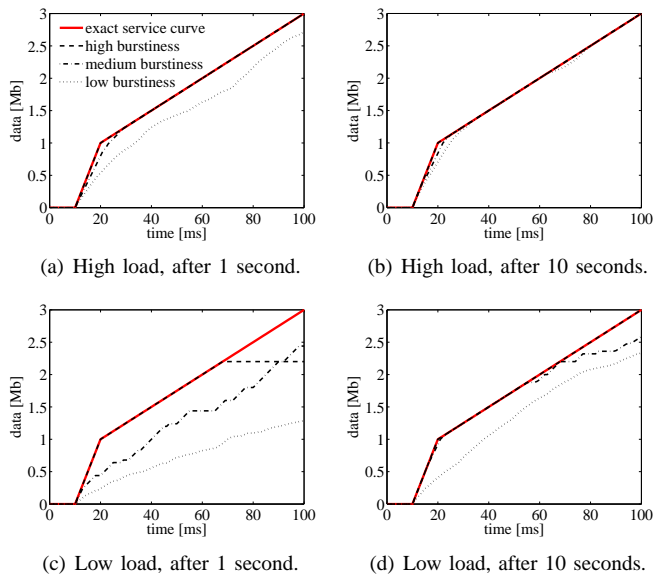 3
2.5
2
1.5
1
0.5
0
data [Mb]
exact service curve
high burstiness
medium burstiness
low burstiness
0 20 40 60 80 100
time [ms]
(a) High load, after 1 second.
3
2.5
2
1.5
1
0.5
0
data [Mb]
0 20 40 60 80 100
time [ms]
(b) High load, after 10 seconds.
3
2.5
2
1.5
1
0.5
0
data [Mb]
0 20 40 60 80 100
time [ms]
(c) Low load, after 1 second.
3
2.5
2
1.5
1
0.5
0
data [Mb]
0 20 40 60 80 100
time [ms]
(d) Low load, after 10 seconds.